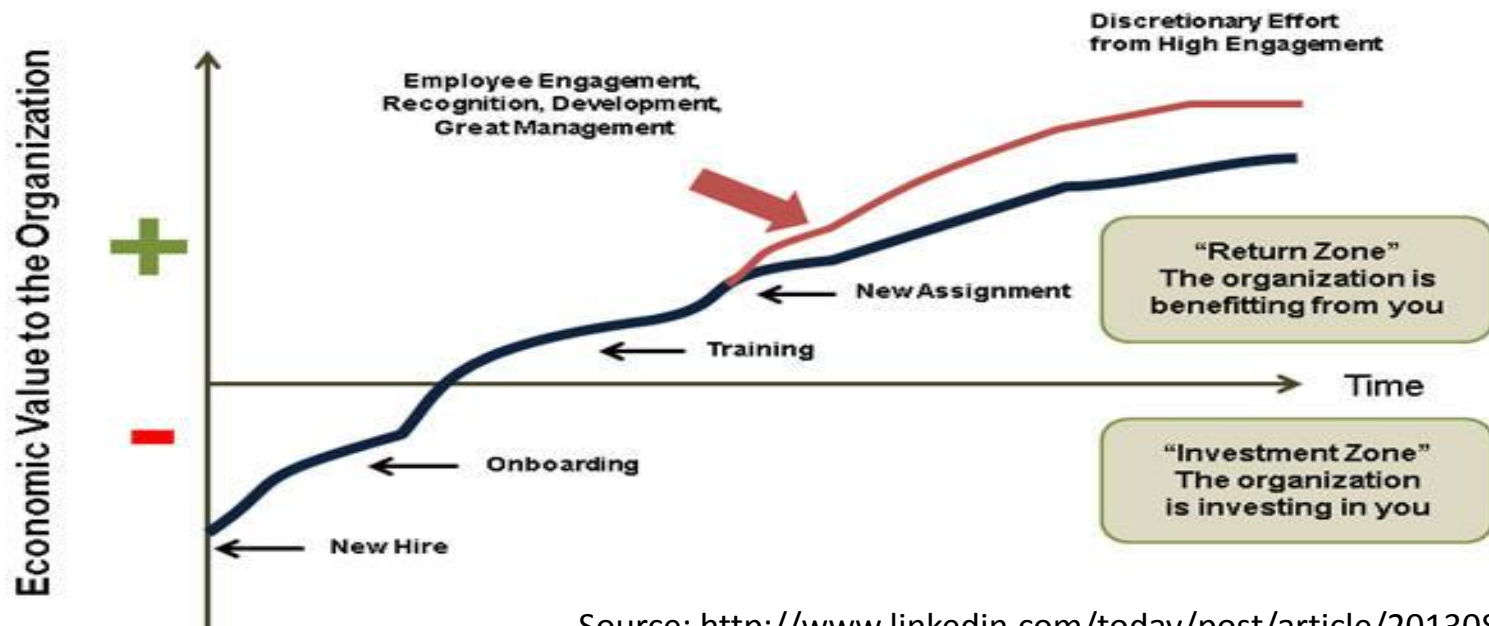 Economic Value to the Organization
Discretionary Effort
from High Engagement
Employee Engagement,
Recognition, Development,
Great Management
+
“Return Zone”
The organization is
benefitting from you
New Assignment
Training
Time
-
“Investment Zone”
The organization
is investing in you
Onboarding
New Hire